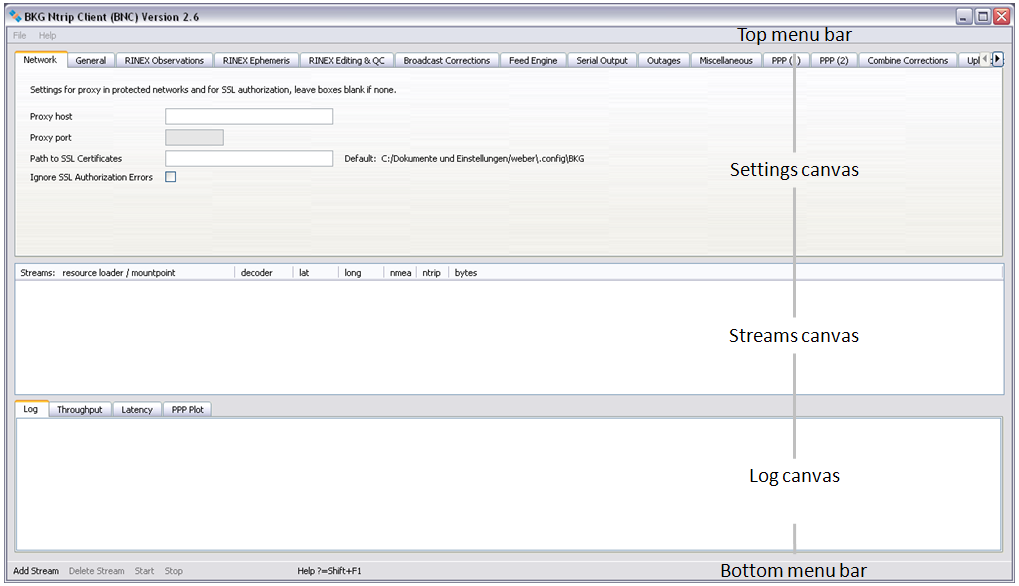 BKG Ntrip Client (BNC) Version 2.6
File Help
Top menu bar
Network General RINEX Observations RINEX Ephemeris RINEX Editing & QC Broadcast Corrections Feed Engine Serial Output Outages Miscellaneous PPP ( ) PPP (2) Combine Corrections Upl
Settings for proxy in protected networks and for SSL authorization, leave boxes blank if none.
Proxy host
Proxy port
Path to SSL Certificates Default: C:/Dokumente und Einstellungen/weber\.config\BKG
Settings canvas
Ignore SSL Authorization Errors
Streams: resource loader / mountpoint decoder lat long nmea ntrip bytes
Streams canvas
Log Throughput Latency PPP Plot
Log canvas
Add Stream Delete Stream Start Stop Help ?=Shift+F1
Bottom menu bar